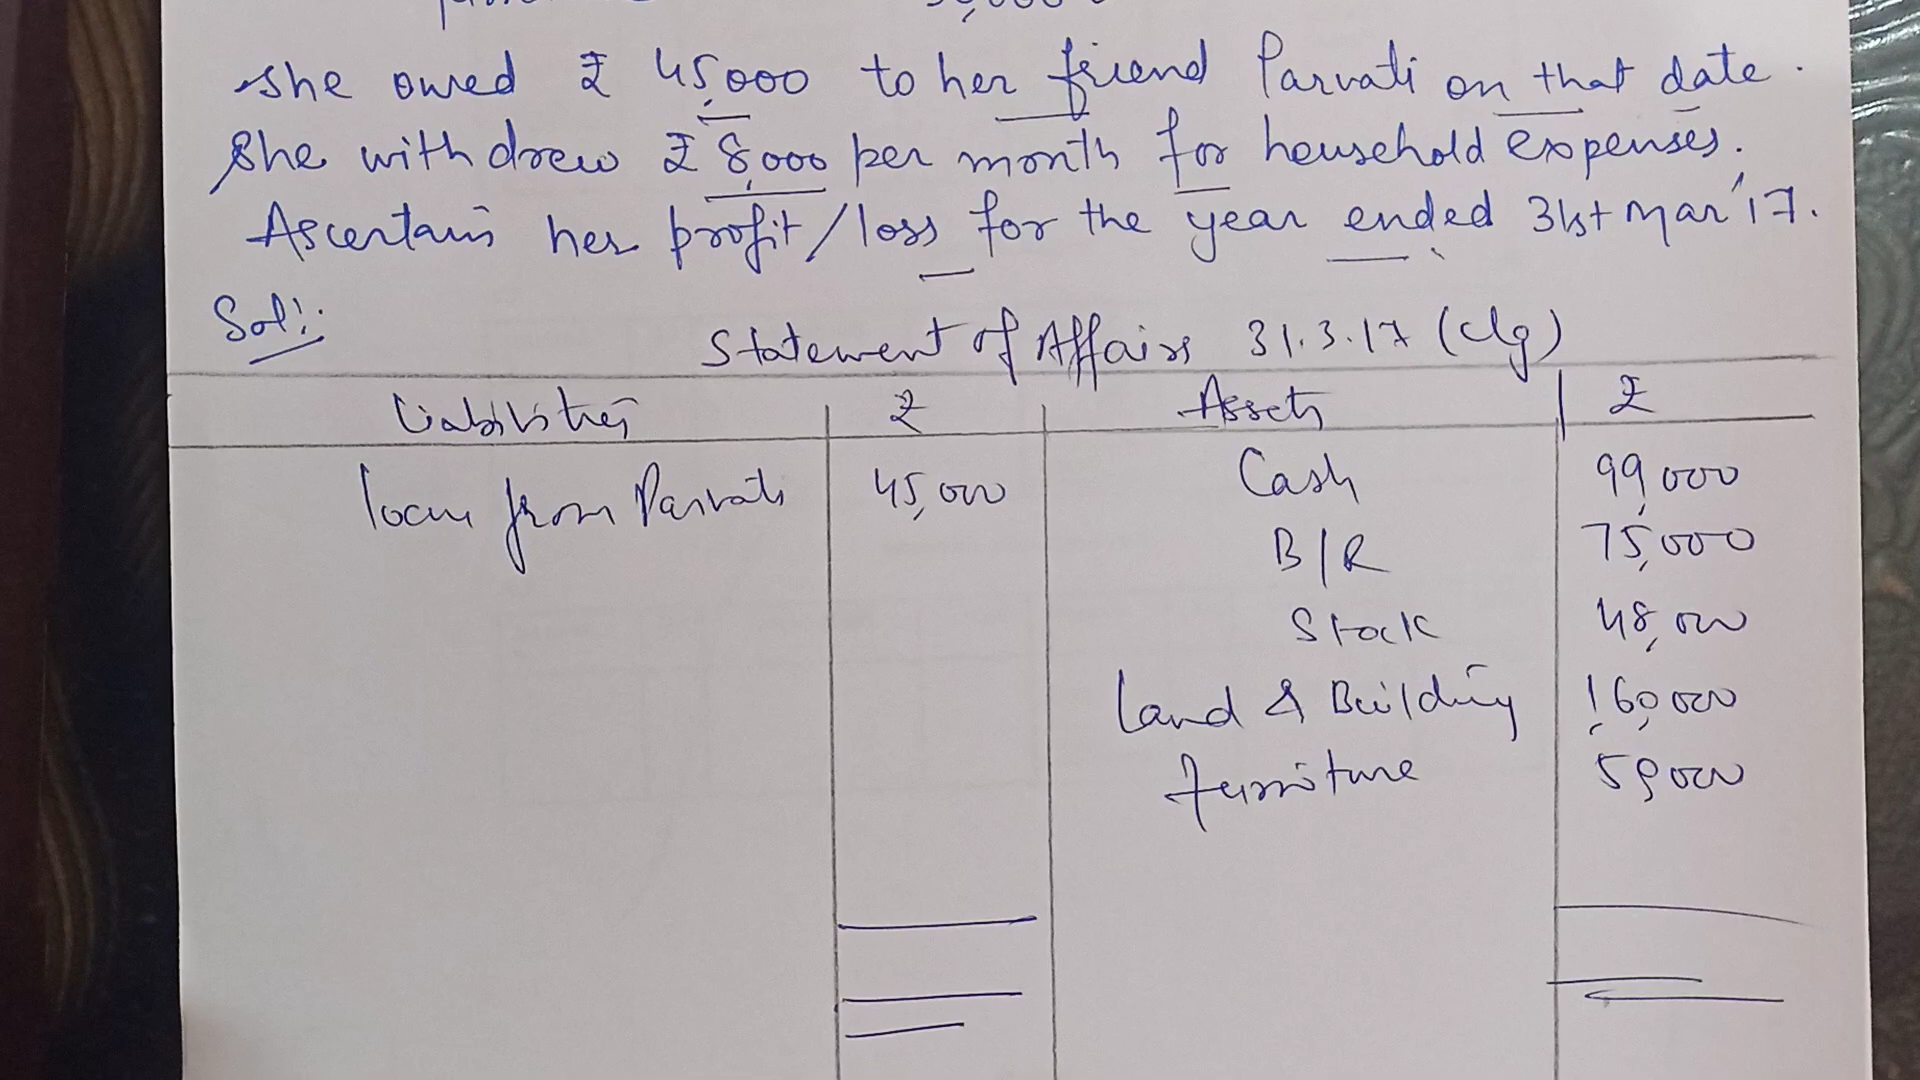 she owed ₹ 45,000 to her friend Parvati on that date.
She withdrew ₹ 8,000 per month for household expenses.
Ascertain her profit/loss for the year ended 31st Mar'17.
Sol:
Statement of Affairs 31.3.17 (clg)
Liabilities ₹ Assets ₹
loan from Parvati 45,000 Cash 99,000
B/R 75,000
Stock 48,000
Land & Building 1,60,000
furniture